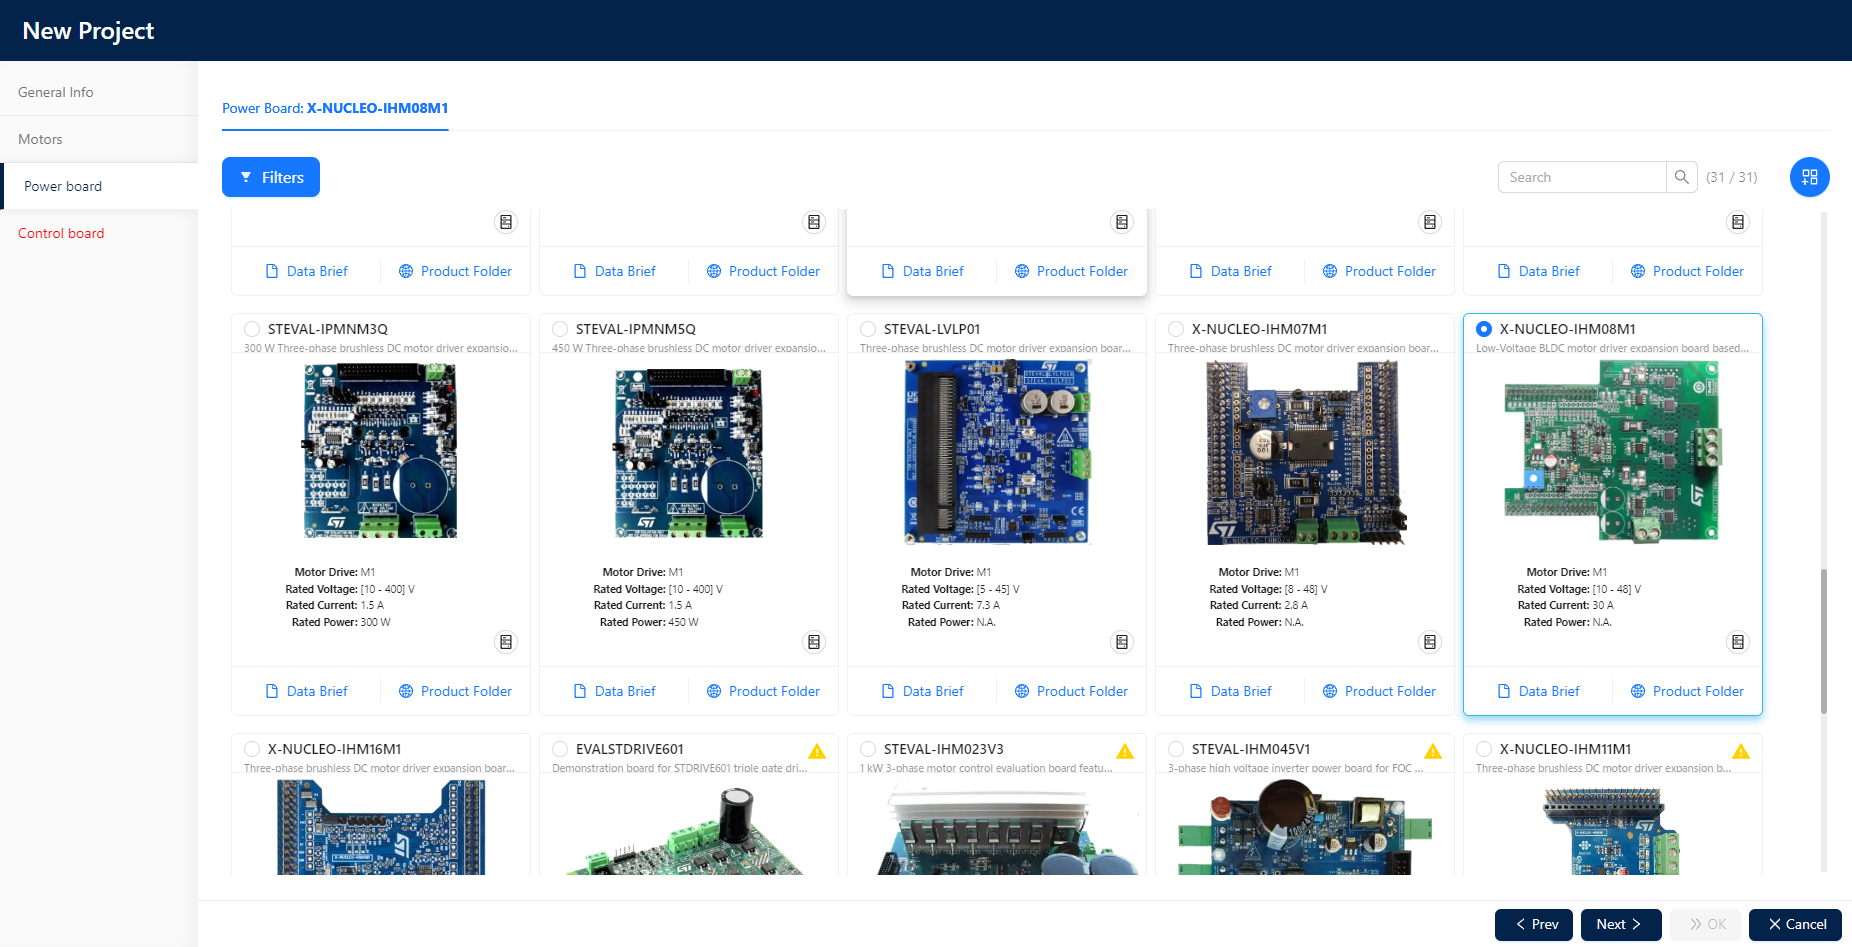 New Project
General Info
Motors
Power board
Control board
Power Board: X-NUCLEO-IHM08M1
Filters
Search
(31 / 31)
Data Brief
Product Folder
Data Brief
Product Folder
Data Brief
Product Folder
Data Brief
Product Folder
Data Brief
Product Folder
STEVAL-IPMNM3Q
300 W Three-phase brushless DC motor driver expansio...
Motor Drive: M1
Rated Voltage: [10 - 400] V
Rated Current: 1.5 A
Rated Power: 300 W
Data Brief
Product Folder
STEVAL-IPMNM5Q
450 W Three-phase brushless DC motor driver expansio...
Motor Drive: M1
Rated Voltage: [10 - 400] V
Rated Current: 1.5 A
Rated Power: 450 W
Data Brief
Product Folder
STEVAL-LVLP01
Three-phase brushless DC motor driver expansion boar...
Motor Drive: M1
Rated Voltage: [5 - 45] V
Rated Current: 7.3 A
Rated Power: N.A.
Data Brief
Product Folder
X-NUCLEO-IHM07M1
Three-phase brushless DC motor driver expansion boar...
Motor Drive: M1
Rated Voltage: [8 - 48] V
Rated Current: 2.8 A
Rated Power: N.A.
Data Brief
Product Folder
X-NUCLEO-IHM08M1
Low-Voltage BLDC motor driver expansion board based...
Motor Drive: M1
Rated Voltage: [10 - 48] V
Rated Current: 30 A
Rated Power: N.A.
Data Brief
Product Folder
X-NUCLEO-IHM16M1
Three-phase brushless DC motor driver expansion boar...
EVALSTDRIVE601
Demonstration board for STDRIVE601 triple gate dri...
STEVAL-IHM023V3
1 kW 3-phase motor control evaluation board featu...
STEVAL-IHM045V1
3-phase high voltage inverter power board for FOC ...
X-NUCLEO-IHM11M1
Three-phase brushless DC motor driver expansion b...
Prev
Next
OK
Cancel